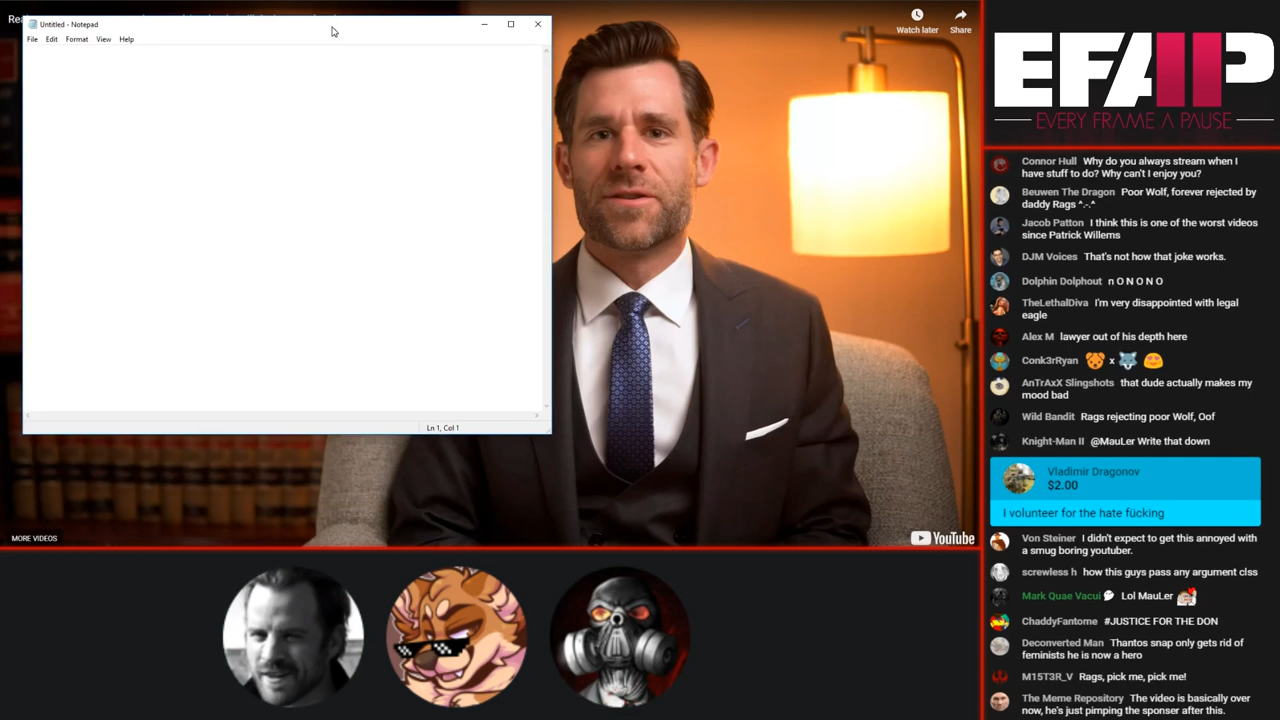 Rea
Untitled - Notepad
File Edit Format View Help
Ln 1, Col 1
Watch later
Share
MORE VIDEOS
YouTube
EFAP
EVERY FRAME A PAUSE
Connor Hull Why do you always stream when I
have stuff to do? Why can't I enjoy you?
Beuwen The Dragon Poor Wolf, forever rejected by
daddy Rags ^.-.^
Jacob Patton I think this is one of the worst videos
since Patrick Willems
DJM Voices That's not how that joke works.
Dolphin Dolphout n O N O N O
TheLethalDiva I'm very disappointed with legal
eagle
Alex M lawyer out of his depth here
Conk3rRyan x
AnTrAxX Slingshots that dude actually makes my
mood bad
Wild Bandit Rags rejecting poor Wolf, Oof
Knight-Man II @MauLer Write that down
Vladimir Dragonov
$2.00
I volunteer for the hate fücking
Von Steiner I didn't expect to get this annoyed with
a smug boring youtuber.
screwless h how this guys pass any argument clss
Mark Quae Vacui Lol MauLer
ChaddyFantome #JUSTICE FOR THE DON
Deconverted Man Thantos snap only gets rid of
feminists he is now a hero
M15T3R_V Rags, pick me, pick me!
The Meme Repository The video is basically over
now, he's just pimping the sponser after this.